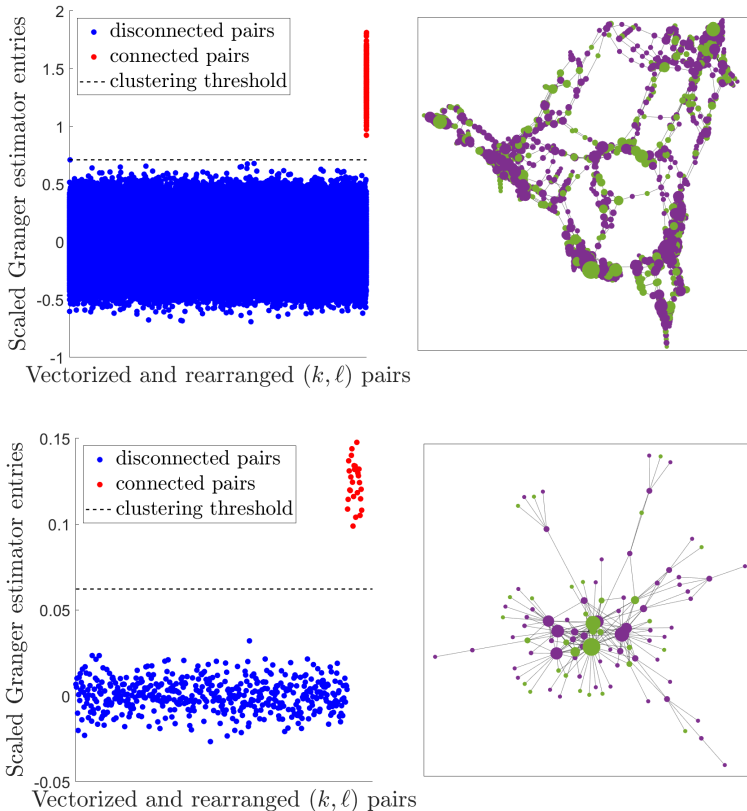 Scaled Granger estimator entries
2
1.5
1
0.5
0
-0.5
-1
disconnected pairs
connected pairs
clustering threshold
Vectorized and rearranged (k, ℓ) pairs
Scaled Granger estimator entries
0.15
0.1
0.05
0
-0.05
disconnected pairs
connected pairs
clustering threshold
Vectorized and rearranged (k, ℓ) pairs